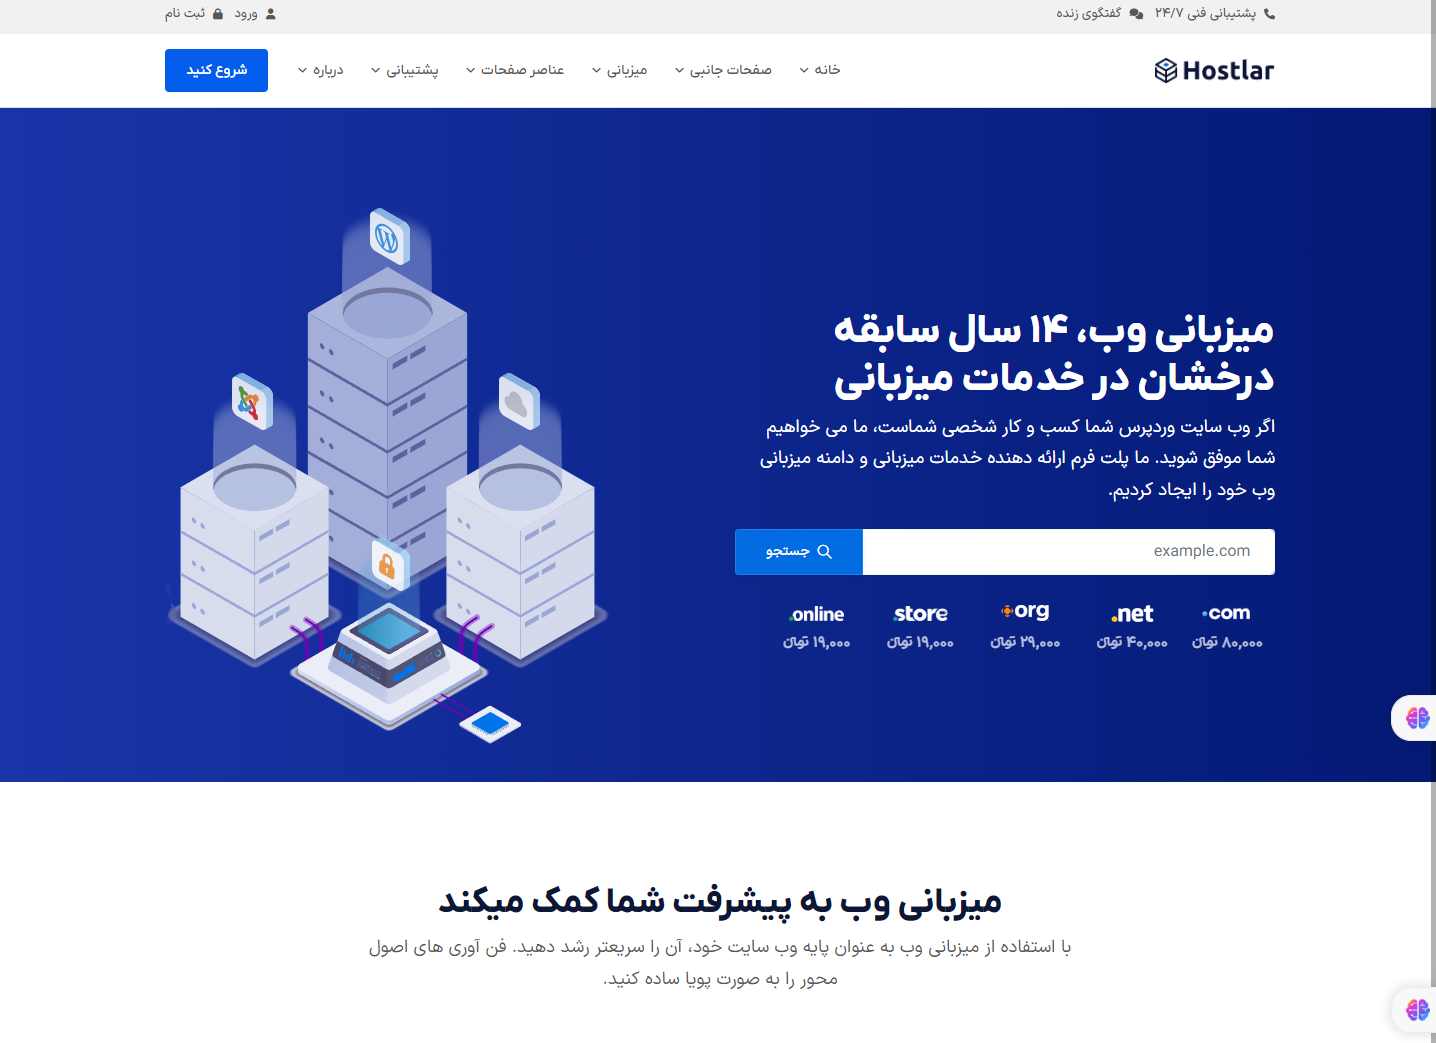 پشتیبانی فنی ۲۴/۷ گفتگوی زنده ورود ثبت نام
Hostlar خانه صفحات جانبی میزبانی عناصر صفحات پشتیبانی درباره شروع کنید
میزبانی وب، ۱۴ سال سابقه
درخشان در خدمات میزبانی
اگر وب سایت وردپرس شما کسب و کار شخصی شماست، ما می خواهیم
شما موفق شوید. ما پلت فرم ارائه دهنده خدمات میزبانی و دامنه میزبانی
وب خود را ایجاد کردیم.
example.com جستجو
.com .net .org .store .online
۸۰,۰۰۰ تومان ۴۰,۰۰۰ تومان ۲۹,۰۰۰ تومان ۱۹,۰۰۰ تومان ۱۹,۰۰۰ تومان
میزبانی وب به پیشرفت شما کمک میکند
با استفاده از میزبانی وب به عنوان پایه وب سایت خود، آن را سریعتر رشد دهید. فن آوری های اصول
محور را به صورت پویا ساده کنید.